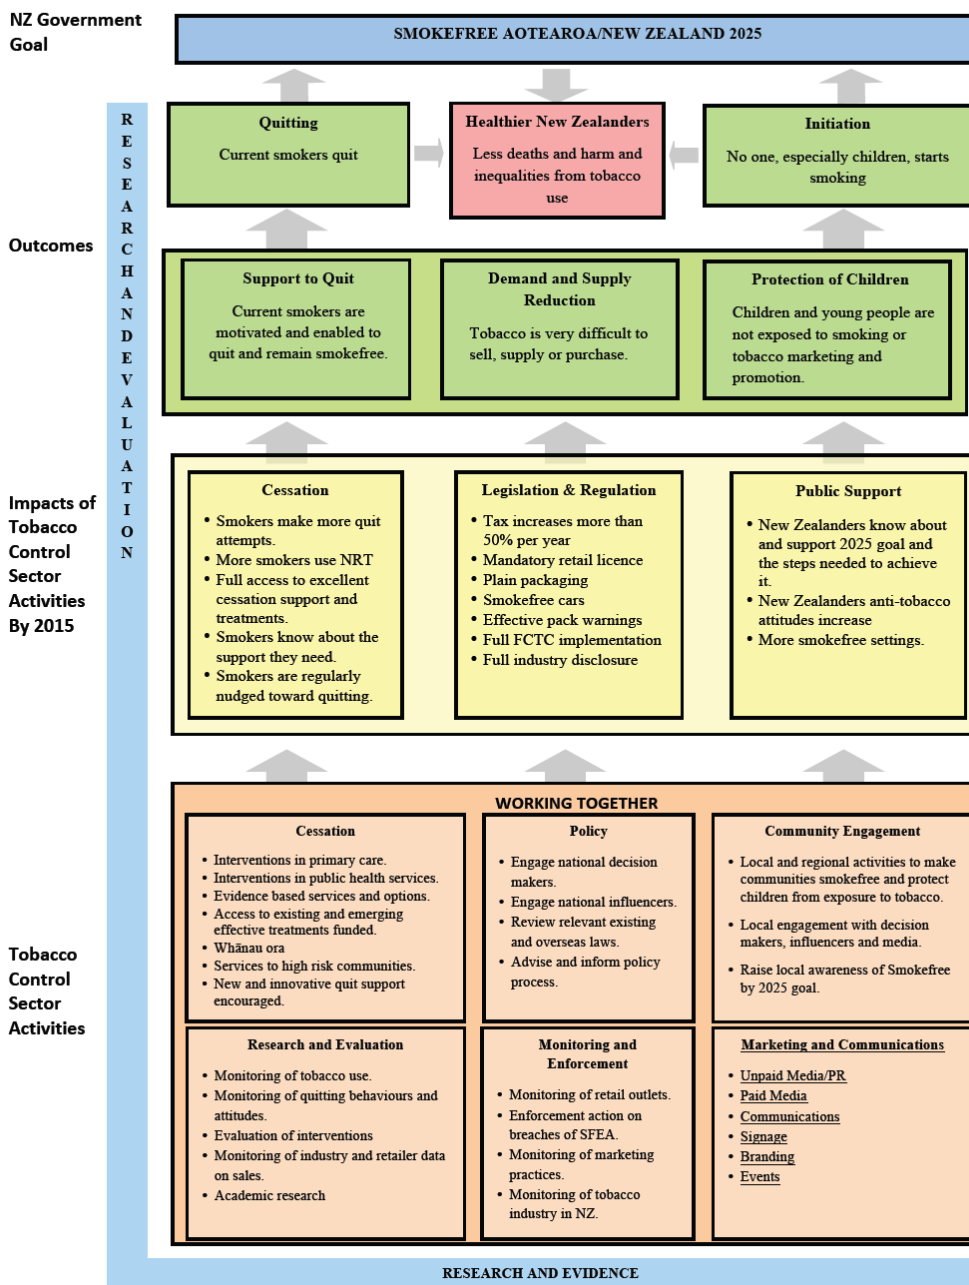 NZ Government
Goal
SMOKEFREE AOTEAROA/NEW ZEALAND 2025
RESEARCHANDEVALUATION
Quitting
Current smokers quit
Healthier New Zealanders
Less deaths and harm and
inequalities from tobacco
use
Initiation
No one, especially children, starts
smoking
Outcomes
Support to Quit
Current smokers are
motivated and enabled to
quit and remain smokefree.
Demand and Supply
Reduction
Tobacco is very difficult to
sell, supply or purchase.
Protection of Children
Children and young people are
not exposed to smoking or
tobacco marketing and
promotion.
Impacts of
Tobacco
Control
Sector
Activities
By 2015
Cessation
• Smokers make more quit
attempts.
• More smokers use NRT
• Full access to excellent
cessation support and
treatments.
• Smokers know about the
support they need.
• Smokers are regularly
nudged toward quitting.
Legislation & Regulation
• Tax increases more than
50% per year
• Mandatory retail licence
• Plain packaging
• Smokefree cars
• Effective pack warnings
• Full FCTC implementation
• Full industry disclosure
Public Support
• New Zealanders know about
and support 2025 goal and
the steps needed to achieve
it.
• New Zealanders anti-tobacco
attitudes increase
• More smokefree settings.
Tobacco
Control
Sector
Activities
WORKING TOGETHER
Cessation
• Interventions in primary care.
• Interventions in public health services.
• Evidence based services and options.
• Access to existing and emerging
effective treatments funded.
• Whānau ora
• Services to high risk communities.
• New and innovative quit support
encouraged.
Policy
• Engage national decision
makers.
• Engage national influencers.
• Review relevant existing
and overseas laws.
• Advise and inform policy
process.
Community Engagement
• Local and regional activities to make
communities smokefree and protect
children from exposure to tobacco.
• Local engagement with decision
makers, influencers and media.
• Raise local awareness of Smokefree
by 2025 goal.
Research and Evaluation
• Monitoring of tobacco use.
• Monitoring of quitting behaviours and
attitudes.
• Evaluation of interventions
• Monitoring of industry and retailer data
on sales.
• Academic research
Monitoring and
Enforcement
• Monitoring of retail outlets.
• Enforcement action on
breaches of SFEA.
• Monitoring of marketing
practices.
• Monitoring of tobacco
industry in NZ.
Marketing and Communications
• Unpaid Media/PR
• Paid Media
• Communications
• Signage
• Branding
• Events
RESEARCH AND EVIDENCE